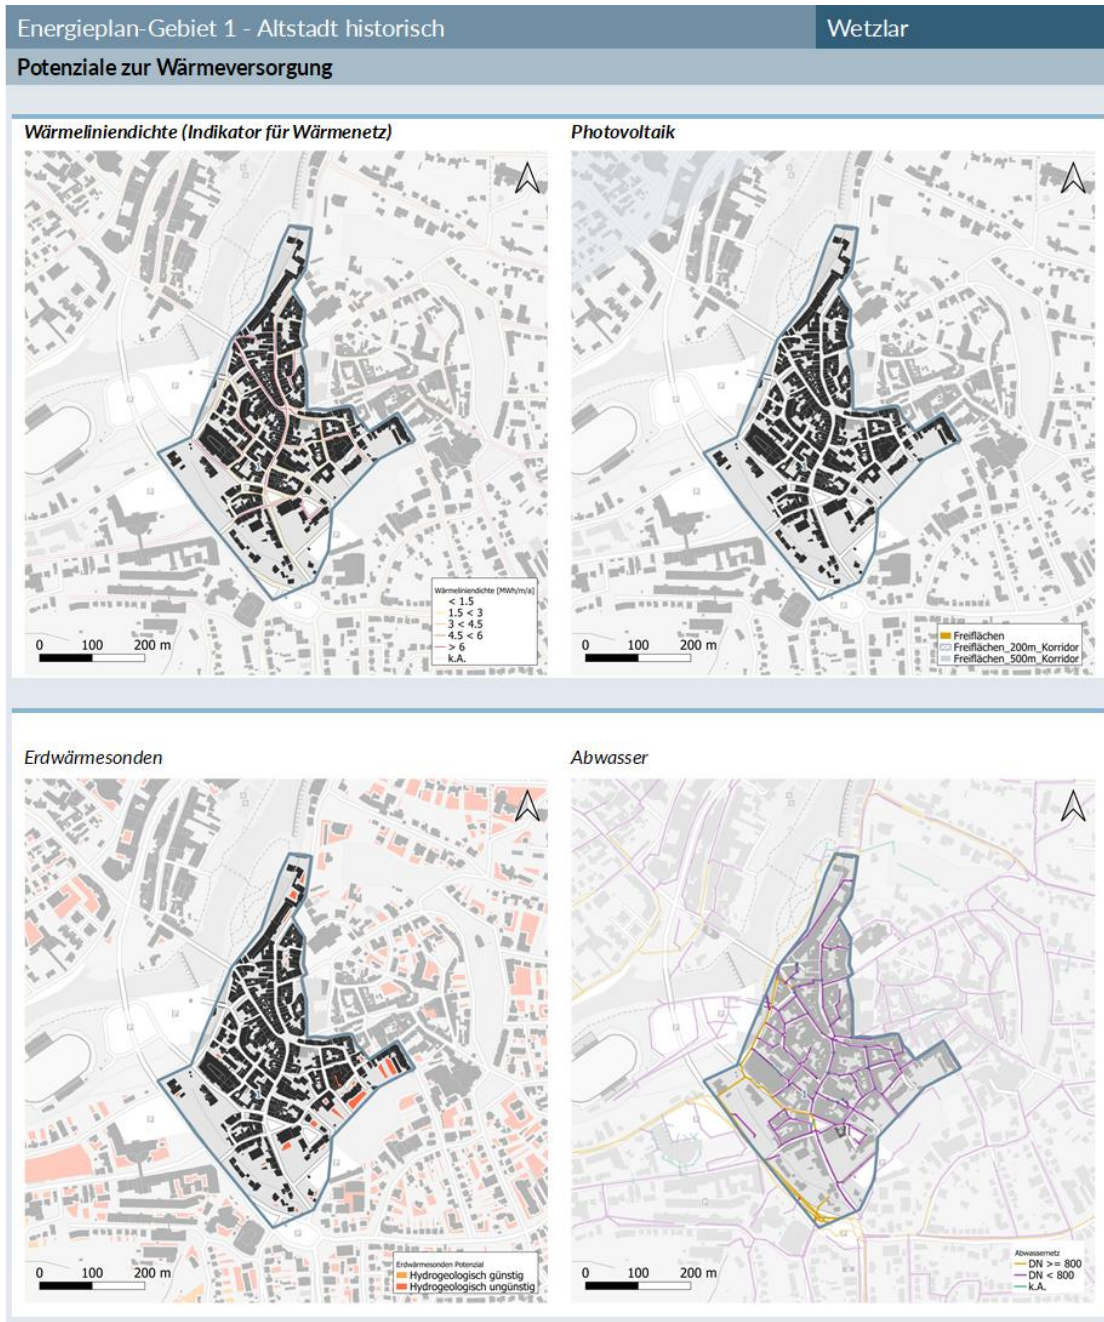 Energieplan-Gebiet 1 - Altstadt historisch
Wetzlar
Potenziale zur Wärmeversorgung
Wärmeliniendichte (Indikator für Wärmenetz)
Photovoltaik
Wärmeliniendichte [MWh/m/a]
< 1.5
1.5 < 3
3 < 4.5
4.5 < 6
> 6
k.A.
0 100 200 m
Freiflächen
Freiflächen_200m_Korridor
Freiflächen_500m_Korridor
0 100 200 m
Erdwärmesonden
Abwasser
Erdwärmesonden Potenzial
Hydrogeologisch günstig
Hydrogeologisch ungünstig
0 100 200 m
Abwassernetz
DN >= 800
DN < 800
k.A.
0 100 200 m